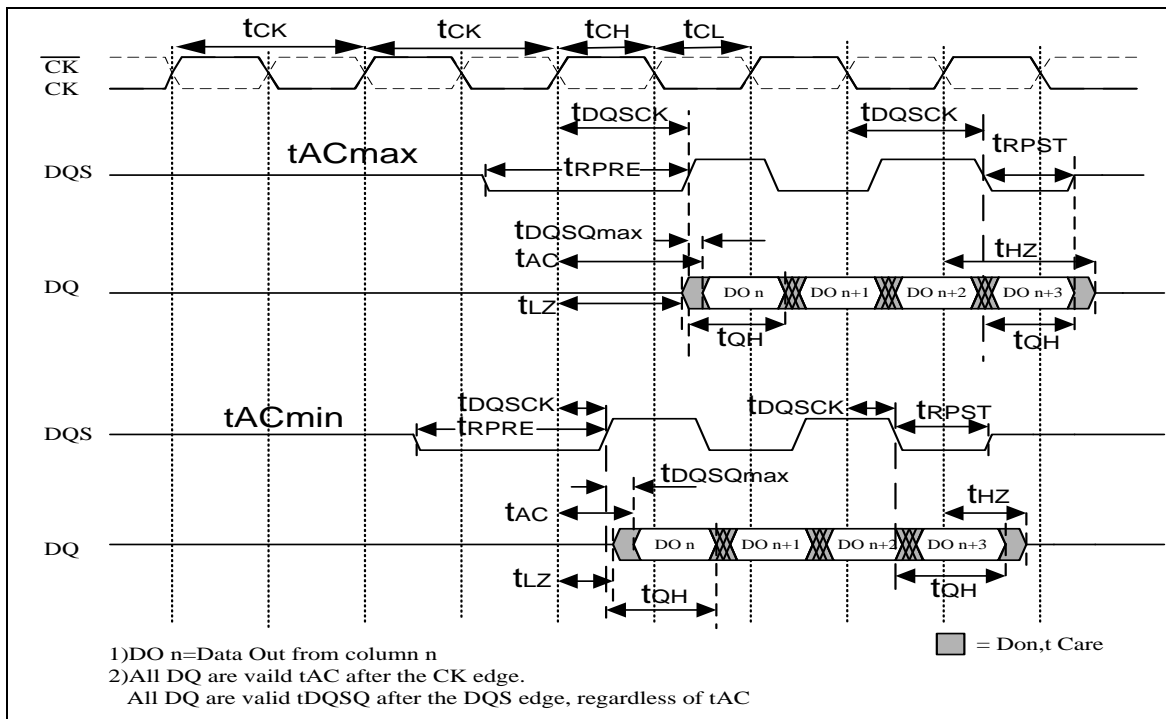 tCK tCK tCH tCL
CK
CK
tDQSCK tDQSCK
tACmax tRPST
DQS tRPRE
tDQSQmax
tAC tHZ
DQ DO n DO n+1 DO n+2 DO n+3
tLZ
tQH tQH
tACmin tDQSCK tDQSCK tRPST
DQS tRPRE
tDQSQmax
tAC tHZ
DQ DO n DO n+1 DO n+2 DO n+3
tLZ
tQH tQH
= Don,t Care
1)DO n=Data Out from column n
2)All DQ are vaild tAC after the CK edge.
All DQ are valid tDQSQ after the DQS edge, regardless of tAC